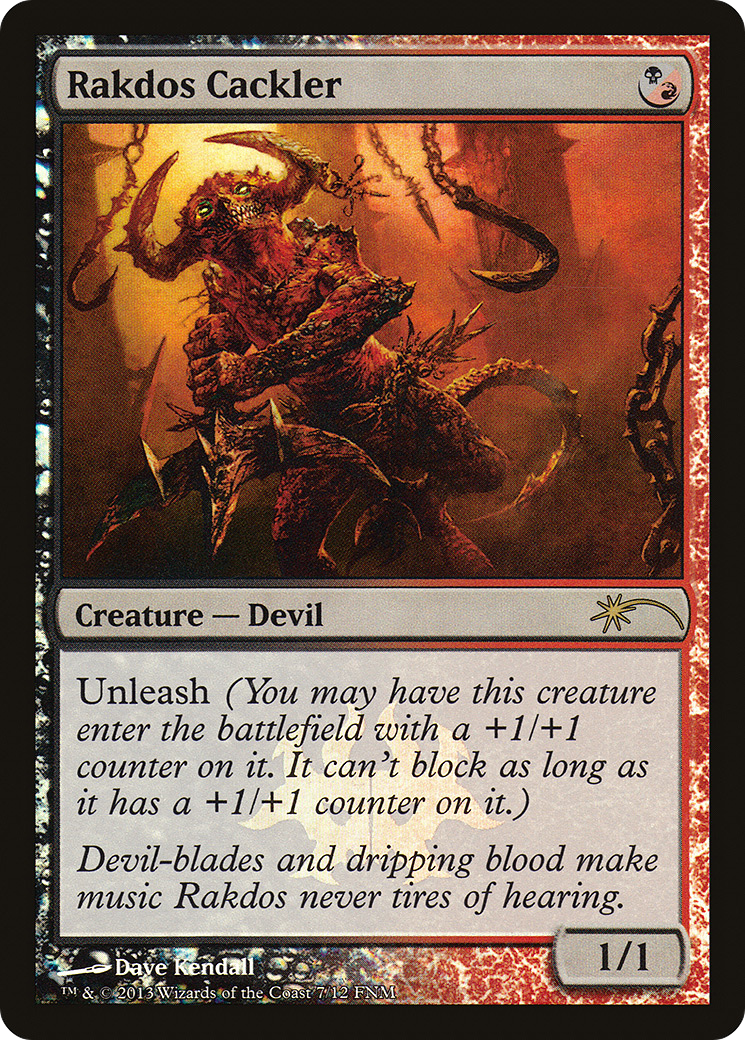 Rakdos Cackler
Creature — Devil
Unleash (You may have this creature
enter the battlefield with a +1/+1
counter on it. It can't block as long as
it has a +1/+1 counter on it.)
Devil-blades and dripping blood make
music Rakdos never tires of hearing.
1/1
Dave Kendall
™ & © 2013 Wizards of the Coast 7/12 FNM